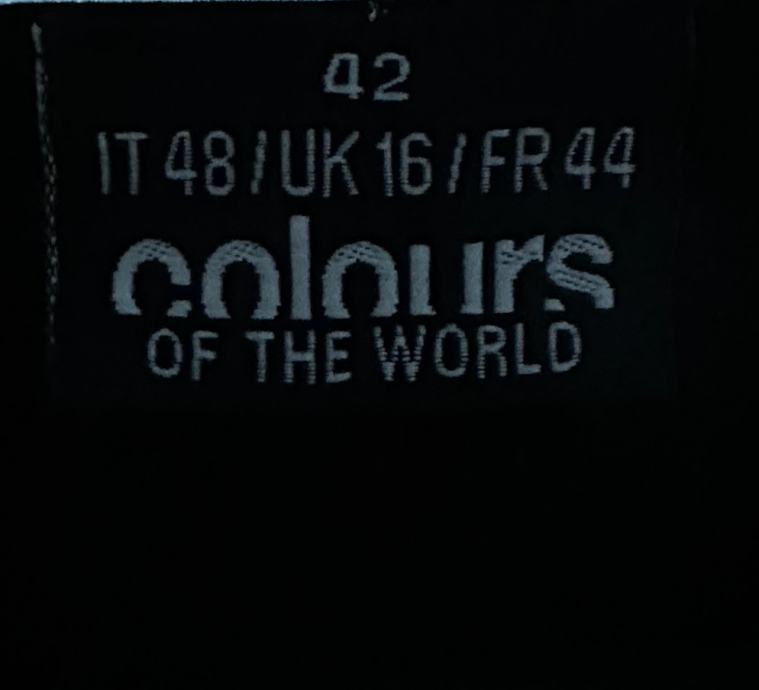 42
IT 48 / UK 16 / FR 44
colours
OF THE WORLD